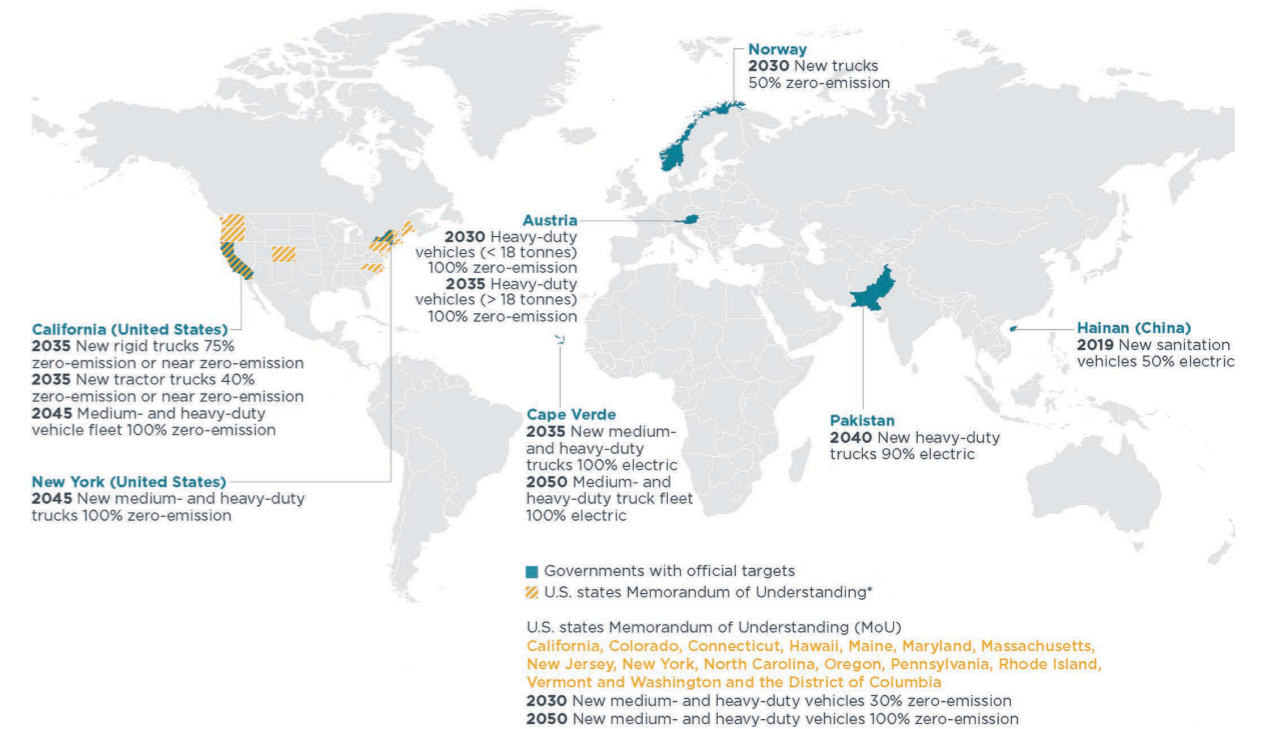 Norway
2030 New trucks
50% zero-emission
Austria
2030 Heavy-duty
vehicles (< 18 tonnes)
100% zero-emission
2035 Heavy-duty
vehicles (> 18 tonnes)
100% zero-emission
California (United States)
2035 New rigid trucks 75%
zero-emission or near zero-emission
2035 New tractor trucks 40%
zero-emission or near zero-emission
2045 Medium- and heavy-duty
vehicle fleet 100% zero-emission
Hainan (China)
2019 New sanitation
vehicles 50% electric
Cape Verde
2035 New medium-
and heavy-duty
trucks 100% electric
2050 Medium- and
heavy-duty truck fleet
100% electric
Pakistan
2040 New heavy-duty
trucks 90% electric
New York (United States)
2045 New medium- and heavy-duty
trucks 100% zero-emission
Governments with official targets
U.S. states Memorandum of Understanding*
U.S. states Memorandum of Understanding (MoU)
California, Colorado, Connecticut, Hawaii, Maine, Maryland, Massachusetts,
New Jersey, New York, North Carolina, Oregon, Pennsylvania, Rhode Island,
Vermont and Washington and the District of Columbia
2030 New medium- and heavy-duty vehicles 30% zero-emission
2050 New medium- and heavy-duty vehicles 100% zero-emission